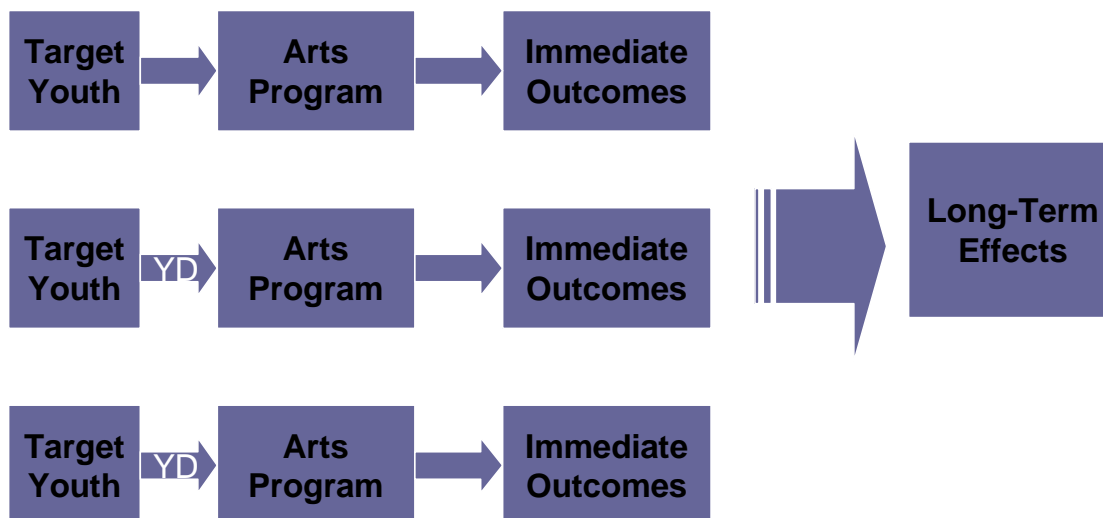 Target
Youth
Arts
Program
Immediate
Outcomes
Target
Youth
YD
Arts
Program
Immediate
Outcomes
Long-Term
Effects
Target
Youth
YD
Arts
Program
Immediate
Outcomes